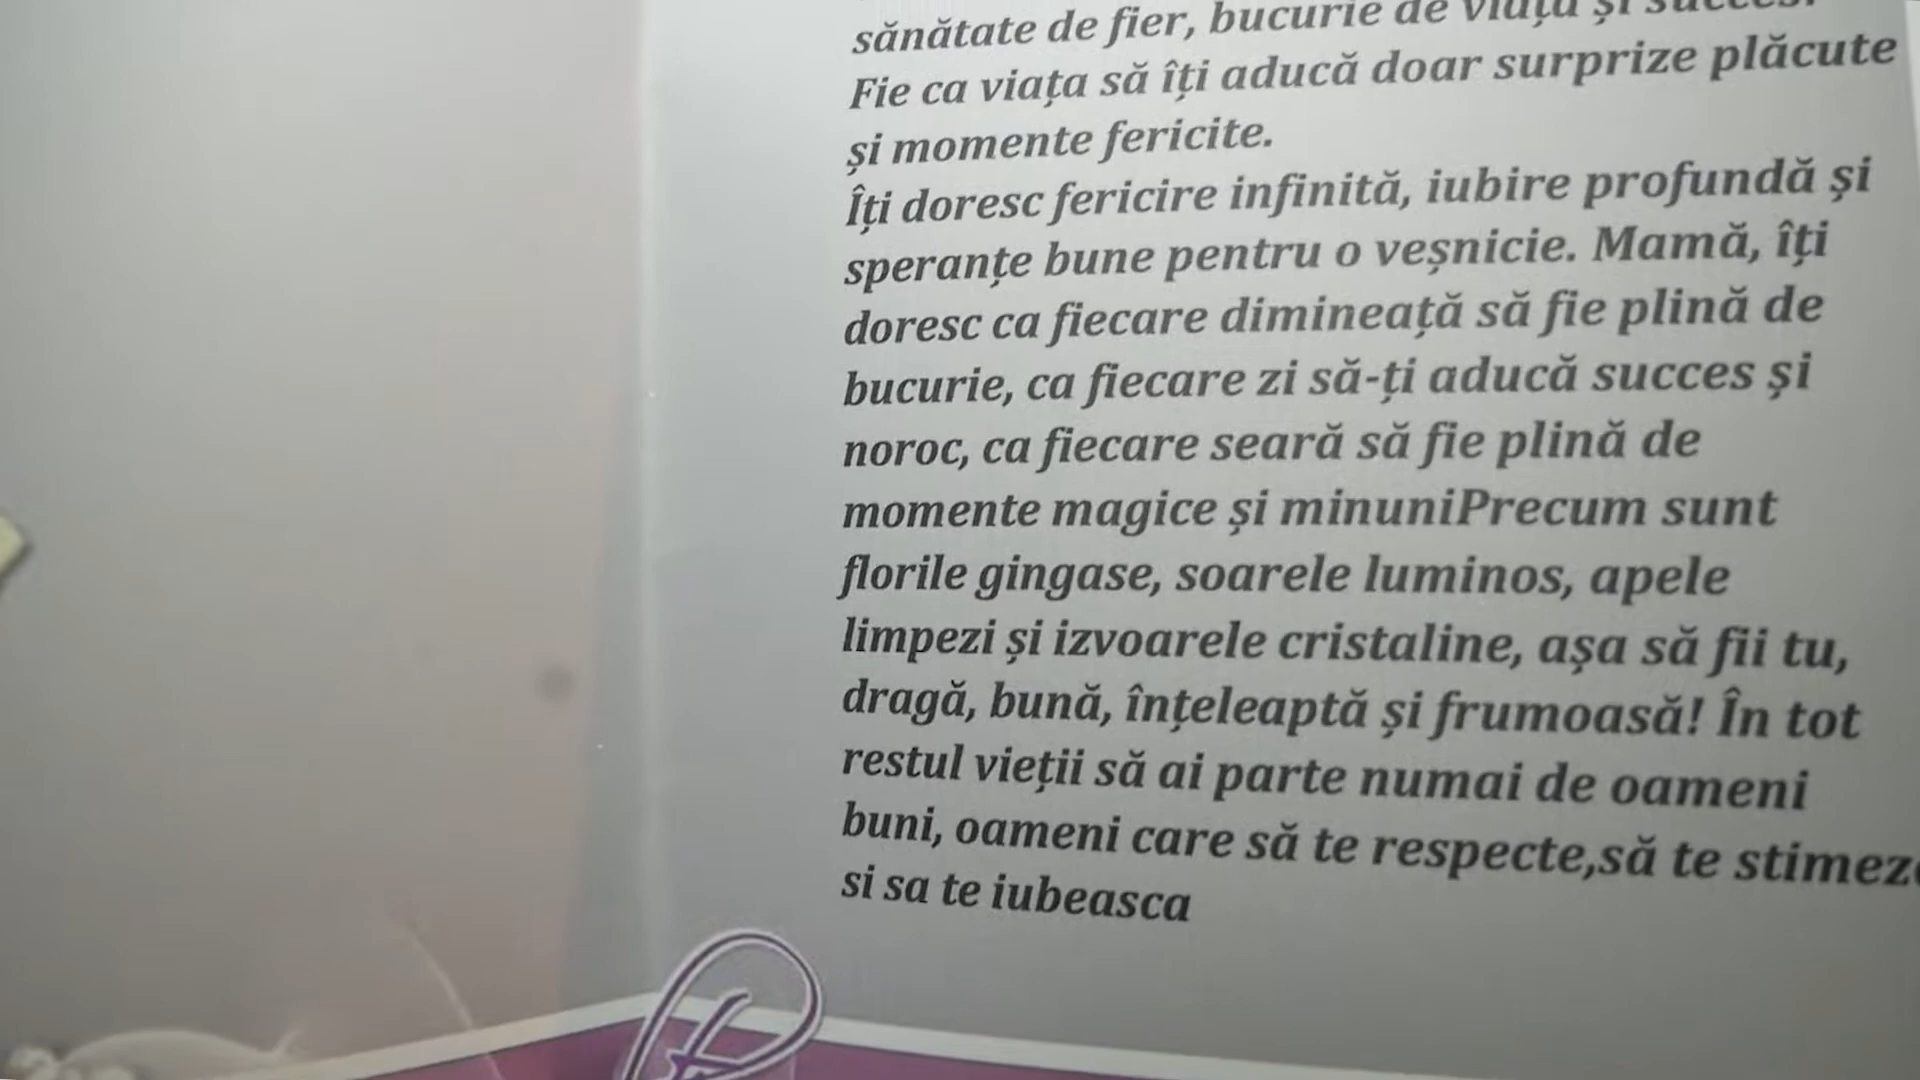 sănătate de fier, bucurie de viața și succes.
Fie ca viața să îți aducă doar surprize plăcute
și momente fericite.
Îți doresc fericire infinită, iubire profundă și
speranțe bune pentru o veșnicie. Mamă, îți
doresc ca fiecare dimineață să fie plină de
bucurie, ca fiecare zi să-ți aducă succes și
noroc, ca fiecare seară să fie plină de
momente magice și minuniPrecum sunt
florile gingase, soarele luminos, apele
limpezi și izvoarele cristaline, așa să fii tu,
dragă, bună, înțeleaptă și frumoasă! În tot
restul vieții să ai parte numai de oameni
buni, oameni care să te respecte,să te stimeze
si sa te iubeasca